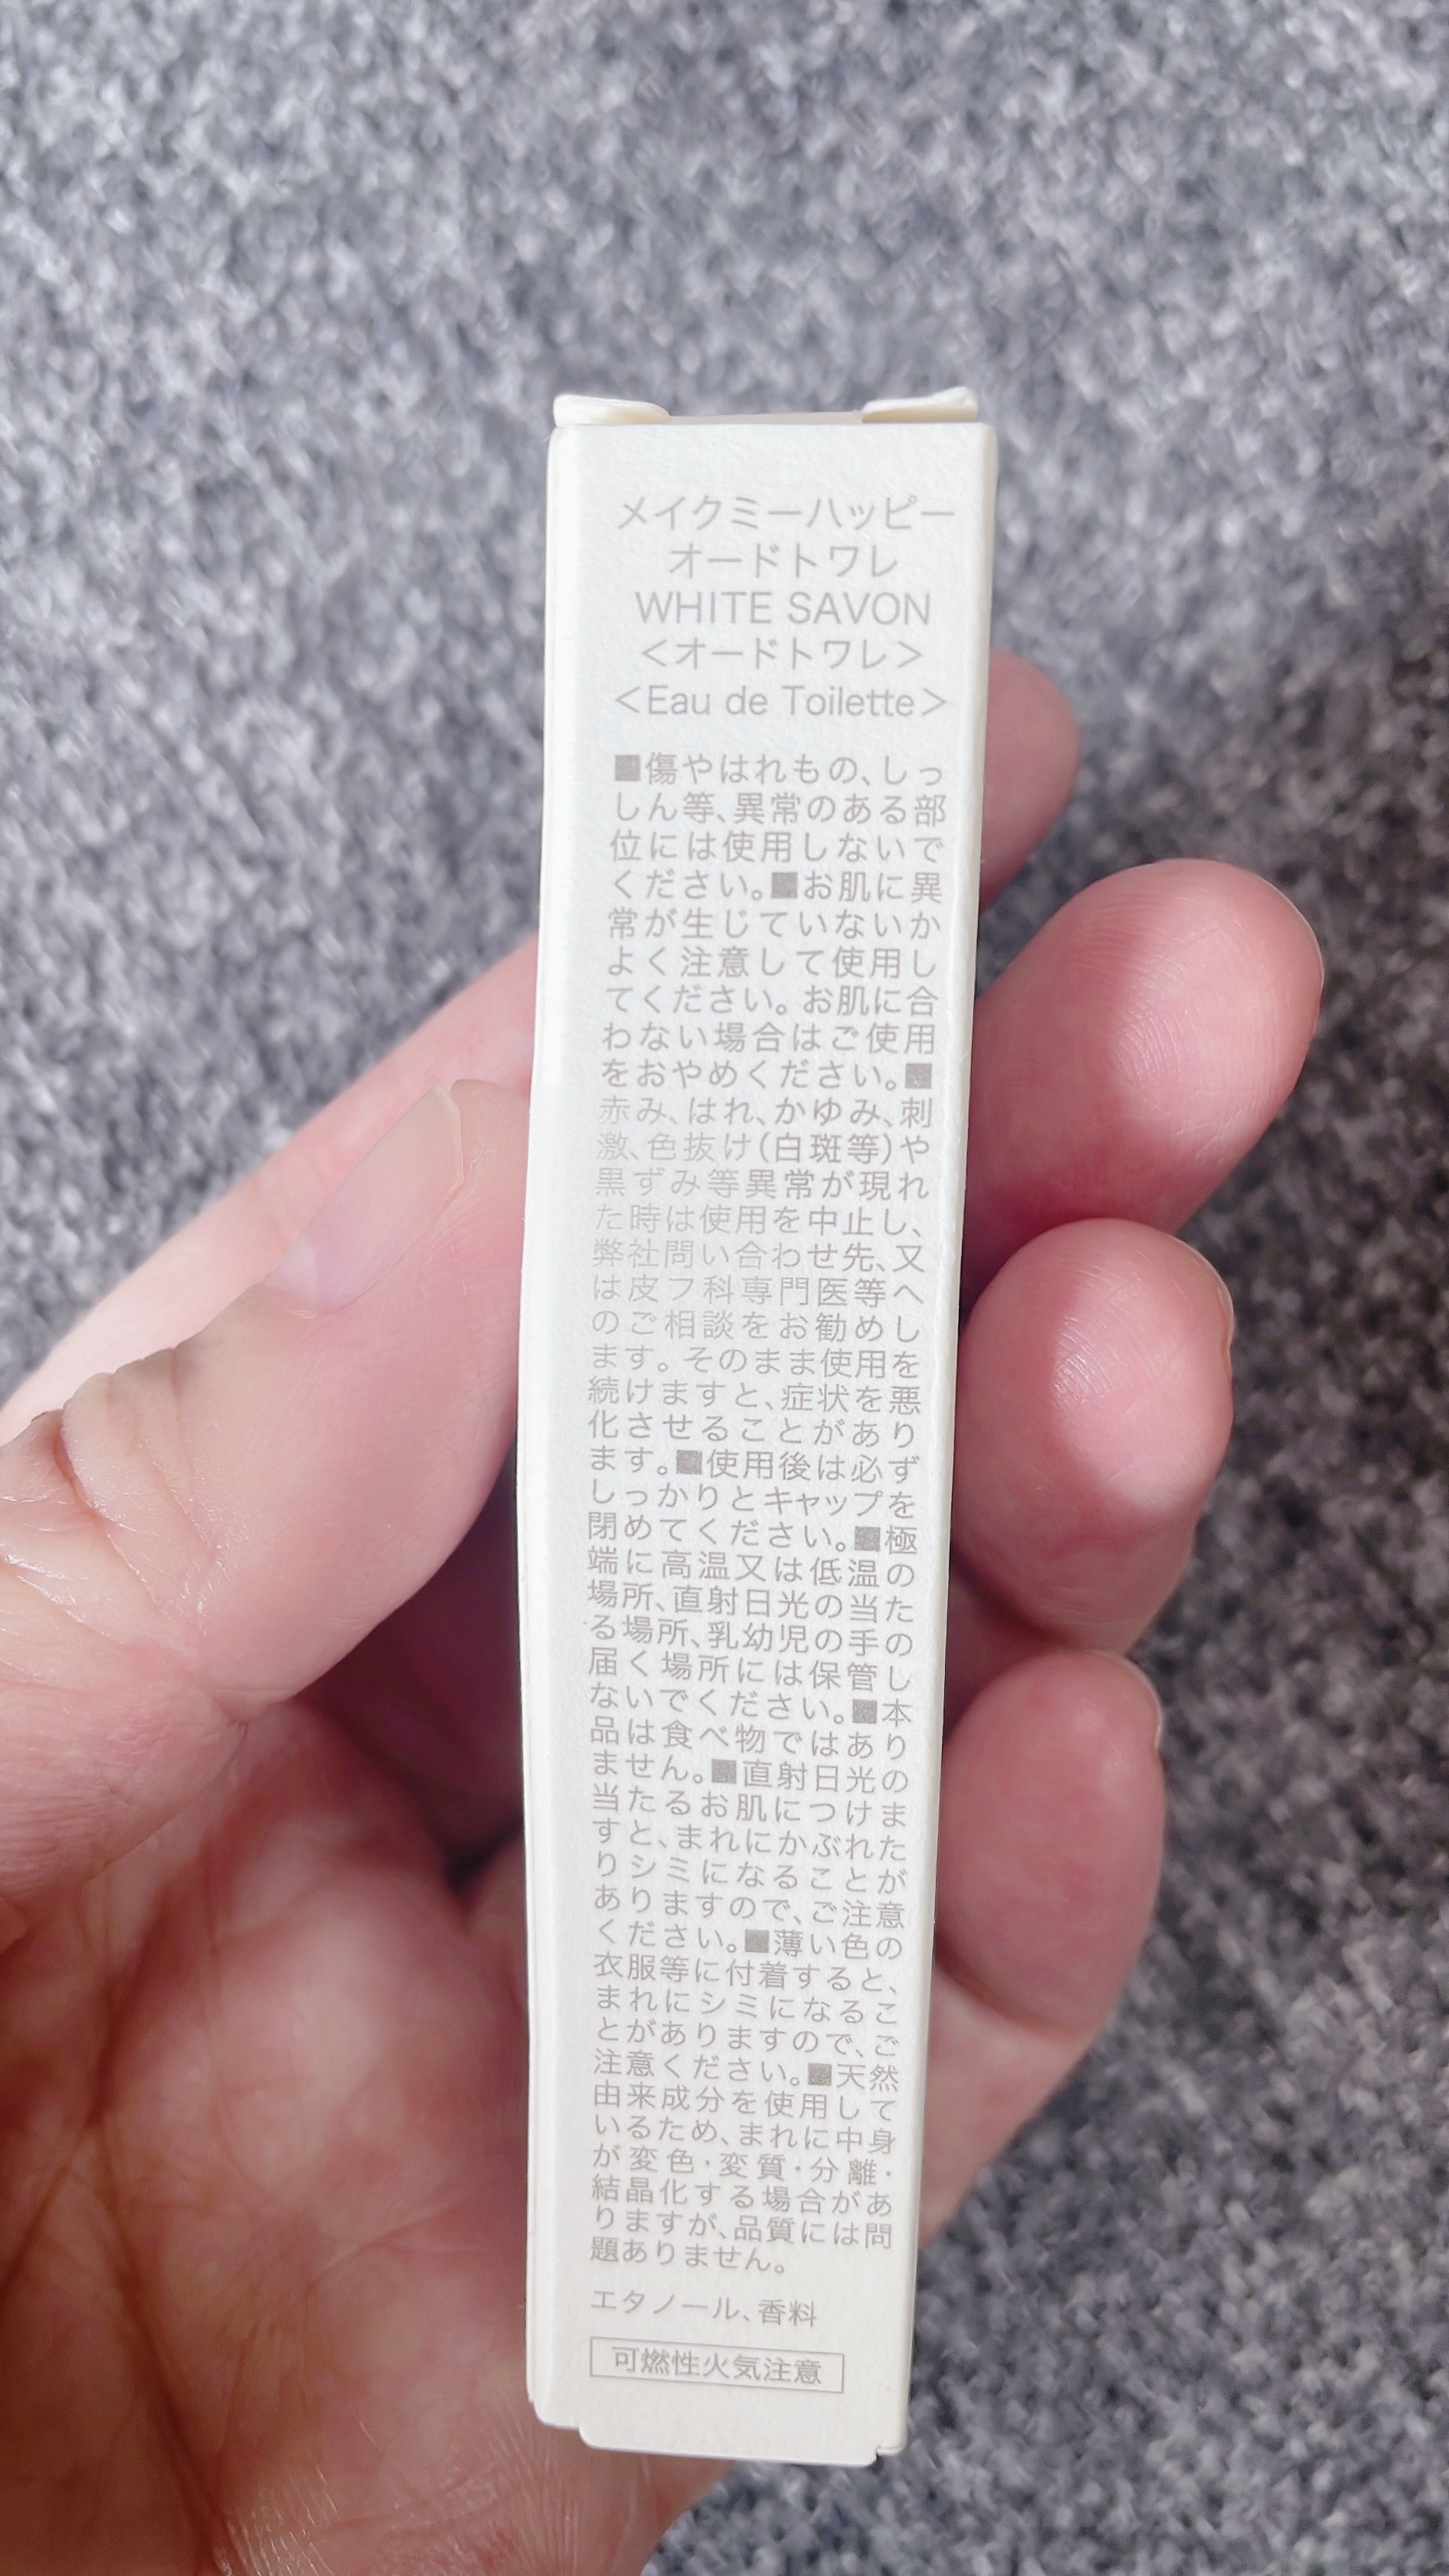 メイクミーハッピー
オードトワレ
WHITE SAVON
<オードトワレ>
<Eau de Toilette>
■傷やはれもの、しっ
しん等、異常のある部
位には使用しないで
ください。■お肌に異
常が生じていないか
よく注意して使用し
てください。お肌に合
わない場合はご使用
をおやめください。■
赤み、はれ、かゆみ、刺
激、色抜け(白斑等)や
黒ずみ等異常が現れ
た時は使用を中止し、
弊社問い合わせ先、又
は皮フ科専門医等へ
のご相談をお勧めし
ます。そのまま使用を
続けますと、症状を悪
化させることがあり
ます。■使用後は必ず
しっかりとキャップを
閉めてください。■極
端に高温又は低温の
場所、直射日光の当た
る場所、乳幼児の手の
届く場所には保管し
ないでください。■本
品は食べ物ではあり
ません。■直射日光の
当たるお肌につけま
すと、まれにかぶれた
りシミになることが
ありますので、ご注意
ください。■薄い色の
衣服等に付着すると、
まれにシミになるこ
とがありますので、ご
注意ください。■天然
由来成分を使用して
いるため、まれに中身
が変色・変質・分離・
結晶化する場合があ
りますが、品質には問
題ありません。
エタノール、香料
可燃性火気注意